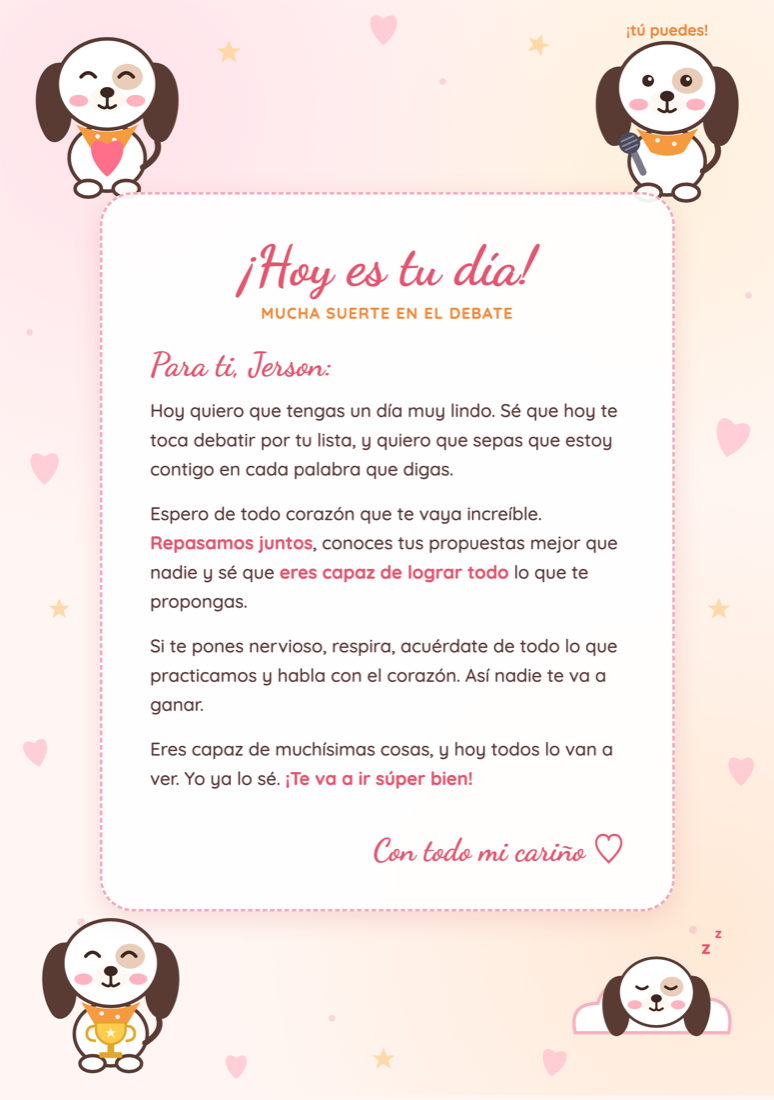 ¡tú puedes!
¡Hoy es tu día!
MUCHA SUERTE EN EL DEBATE
Para ti, Jerson:
Hoy quiero que tengas un día muy lindo. Sé que hoy te
toca debatir por tu lista, y quiero que sepas que estoy
contigo en cada palabra que digas.
Espero de todo corazón que te vaya increíble.
Repasamos juntos, conoces tus propuestas mejor que
nadie y sé que eres capaz de lograr todo lo que te
propongas.
Si te pones nervioso, respira, acuérdate de todo lo que
practicamos y habla con el corazón. Así nadie te va a
ganar.
Eres capaz de muchísimas cosas, y hoy todos lo van a
ver. Yo ya lo sé. ¡Te va a ir súper bien!
Con todo mi cariño ♡
z
z